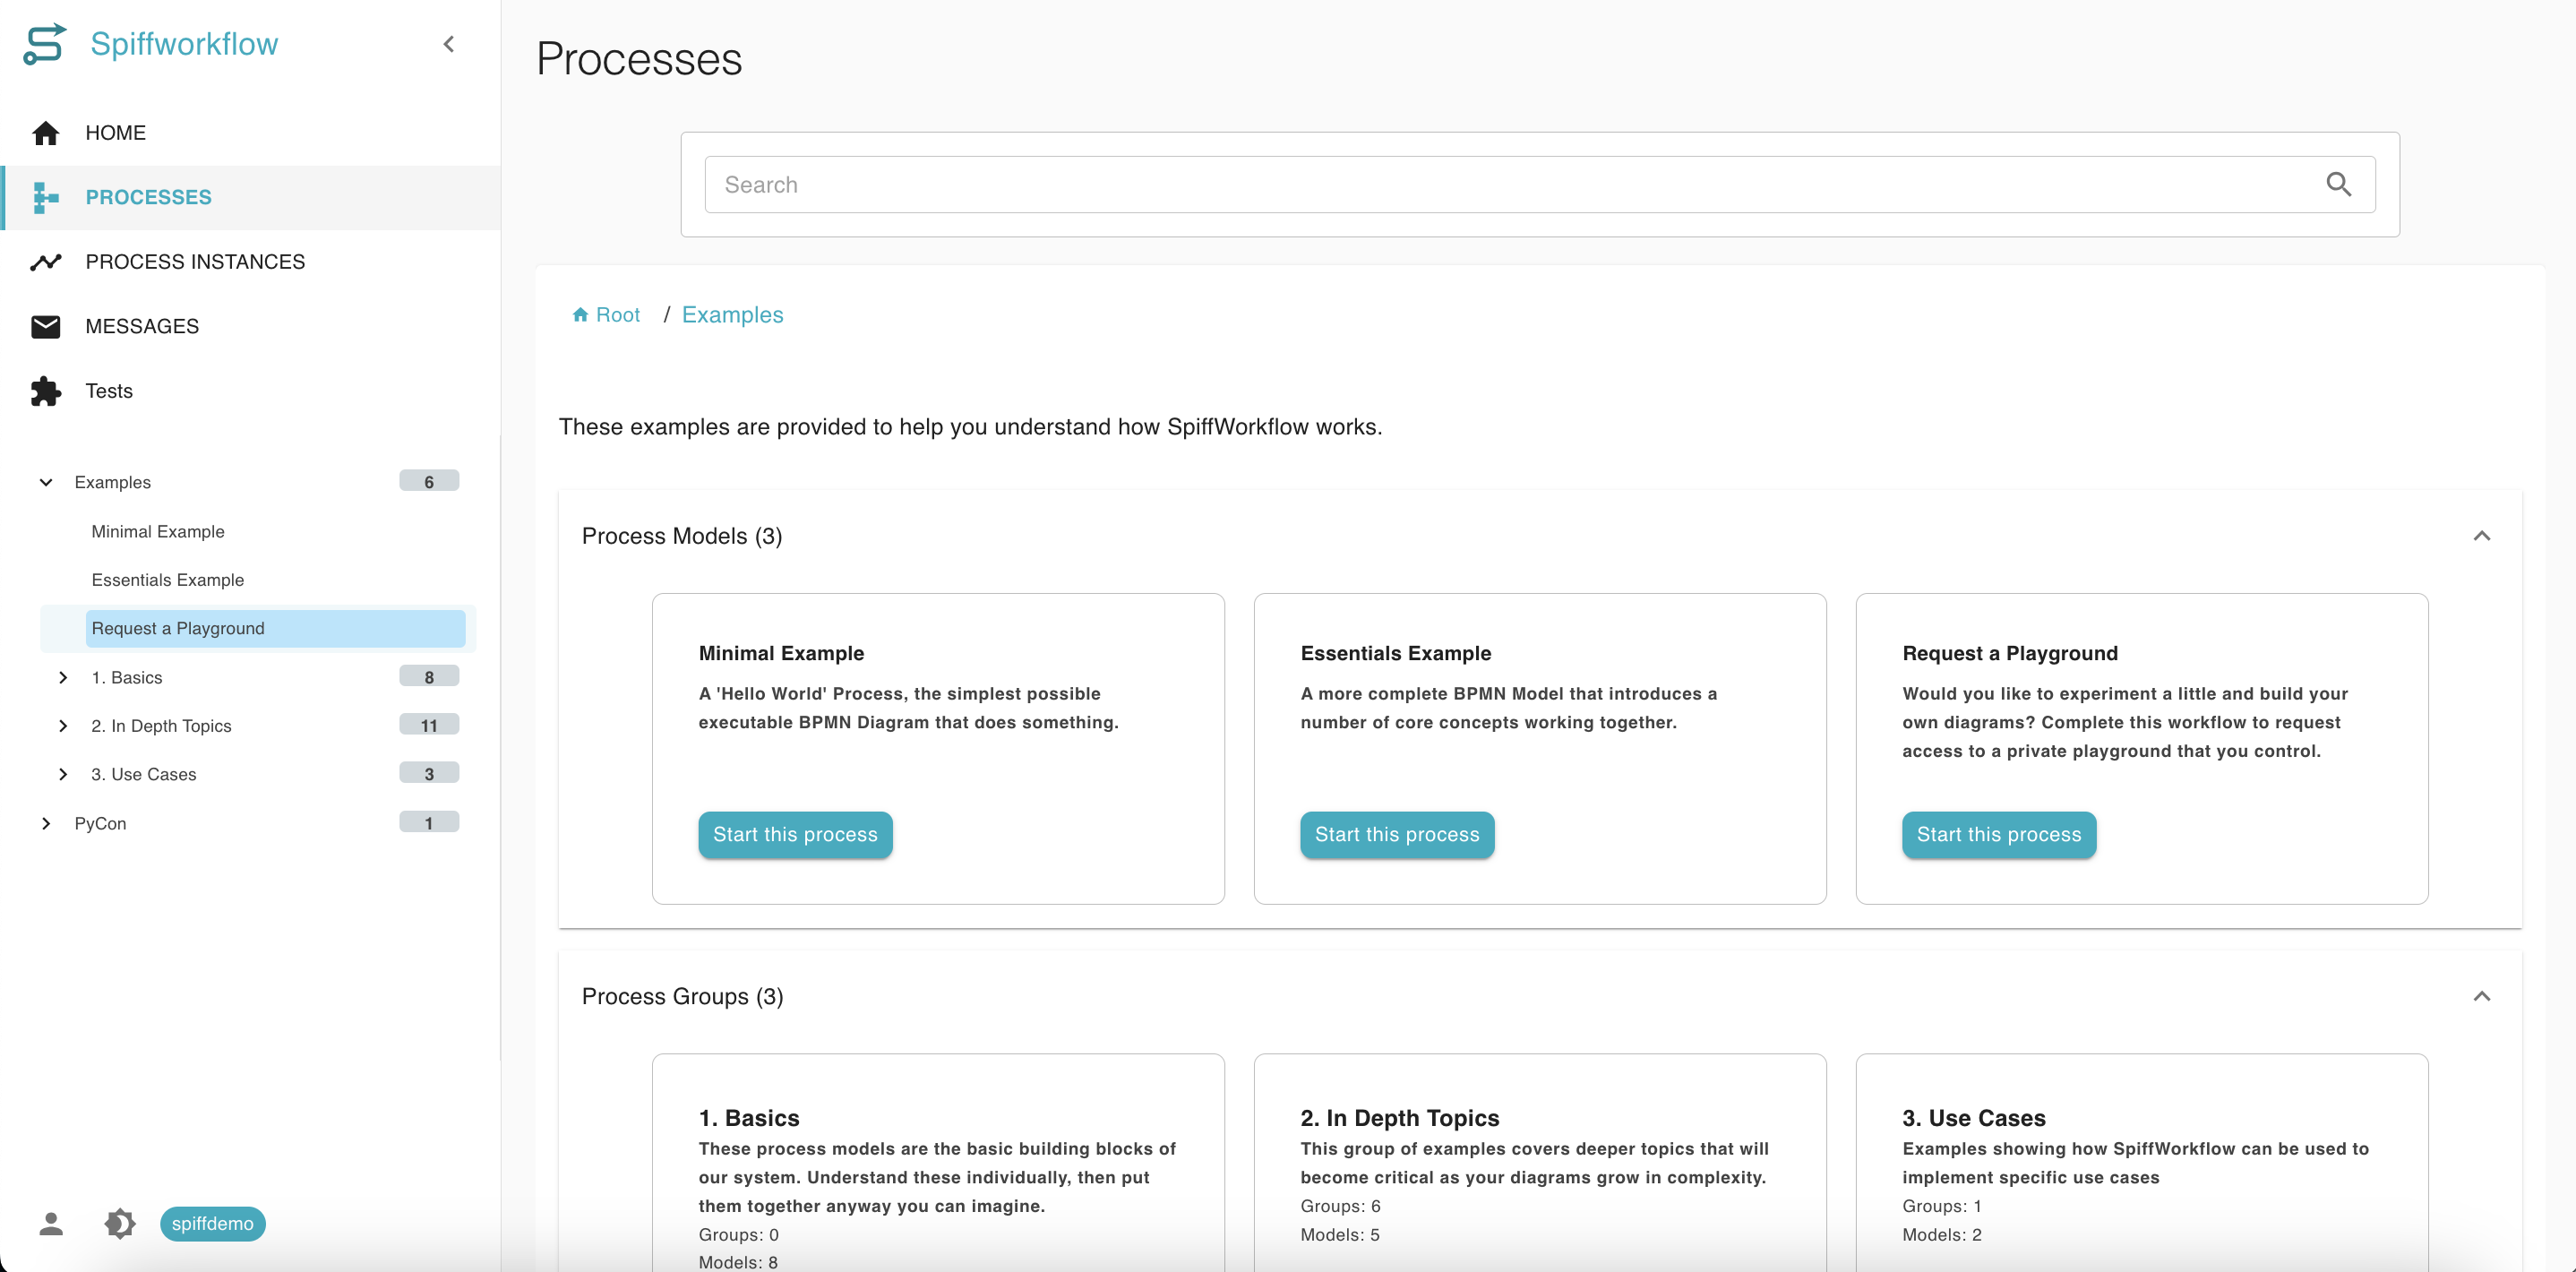 Spiffworkflow
HOME
PROCESSES
PROCESS INSTANCES
MESSAGES
Tests
Examples 6
Minimal Example
Essentials Example
Request a Playground
1. Basics 8
2. In Depth Topics 11
3. Use Cases 3
PyCon 1
spiffdemo
Processes
Search
Root / Examples
These examples are provided to help you understand how SpiffWorkflow works.
Process Models (3)
Minimal Example
A 'Hello World' Process, the simplest possible
executable BPMN Diagram that does something.
Start this process
Essentials Example
A more complete BPMN Model that introduces a
number of core concepts working together.
Start this process
Request a Playground
Would you like to experiment a little and build your
own diagrams? Complete this workflow to request
access to a private playground that you control.
Start this process
Process Groups (3)
1. Basics
These process models are the basic building blocks of
our system. Understand these individually, then put
them together anyway you can imagine.
Groups: 0
Models: 8
2. In Depth Topics
This group of examples covers deeper topics that will
become critical as your diagrams grow in complexity.
Groups: 6
Models: 5
3. Use Cases
Examples showing how SpiffWorkflow can be used to
implement specific use cases
Groups: 1
Models: 2